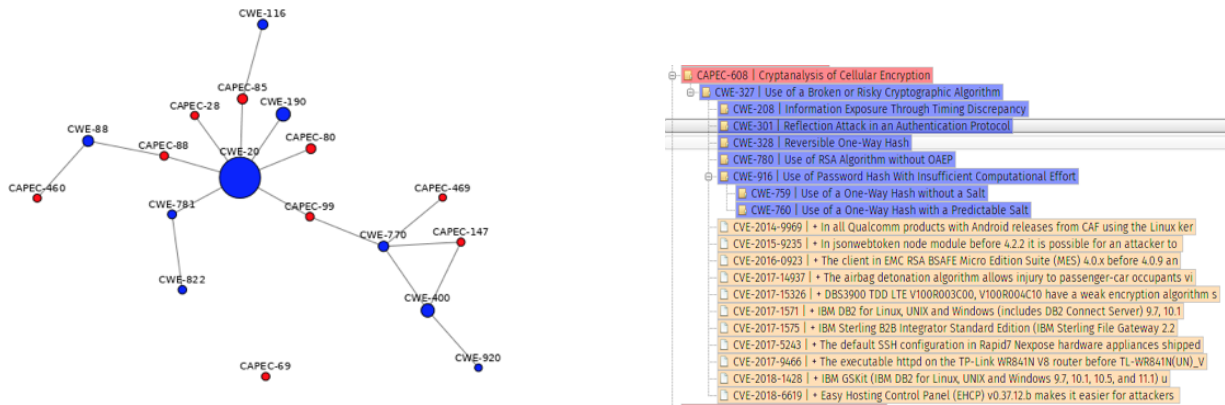 CWE-116
CAPEC-85
CAPEC-28
CWE-190
CWE-88
CAPEC-80
CAPEC-88
CWE-20
CAPEC-460
CWE-781
CAPEC-99
CAPEC-469
CWE-770
CAPEC-147
CWE-822
CWE-400
CWE-920
CAPEC-69
CAPEC-608 | Cryptanalysis of Cellular Encryption
CWE-327 | Use of a Broken or Risky Cryptographic Algorithm
CWE-208 | Information Exposure Through Timing Discrepancy
CWE-301 | Reflection Attack in an Authentication Protocol
CWE-328 | Reversible One-Way Hash
CWE-780 | Use of RSA Algorithm without OAEP
CWE-916 | Use of Password Hash With Insufficient Computational Effort
CWE-759 | Use of a One-Way Hash without a Salt
CWE-760 | Use of a One-Way Hash with a Predictable Salt
CVE-2014-9969 | + In all Qualcomm products with Android releases from CAF using the Linux ker
CVE-2015-9235 | + In jsonwebtoken node module before 4.2.2 it is possible for an attacker to
CVE-2016-0923 | + The client in EMC RSA BSAFE Micro Edition Suite (MES) 4.0.x before 4.0.9 an
CVE-2017-14937 | + The airbag detonation algorithm allows injury to passenger-car occupants vi
CVE-2017-15326 | + DBS3900 TDD LTE V100R003C00, V100R004C10 have a weak encryption algorithm s
CVE-2017-1571 | + IBM DB2 for Linux, UNIX and Windows (includes DB2 Connect Server) 9.7, 10.1
CVE-2017-1575 | + IBM Sterling B2B Integrator Standard Edition (IBM Sterling File Gateway 2.2
CVE-2017-5243 | + The default SSH configuration in Rapid7 Nexpose hardware appliances shipped
CVE-2017-9466 | + The executable httpd on the TP-Link WR841N V8 router before TL-WR841N(UN)_V
CVE-2018-1428 | + IBM GSKit (IBM DB2 for Linux, UNIX and Windows 9.7, 10.1, 10.5, and 11.1) u
CVE-2018-6619 | + Easy Hosting Control Panel (EHCP) v0.37.12.b makes it easier for attackers